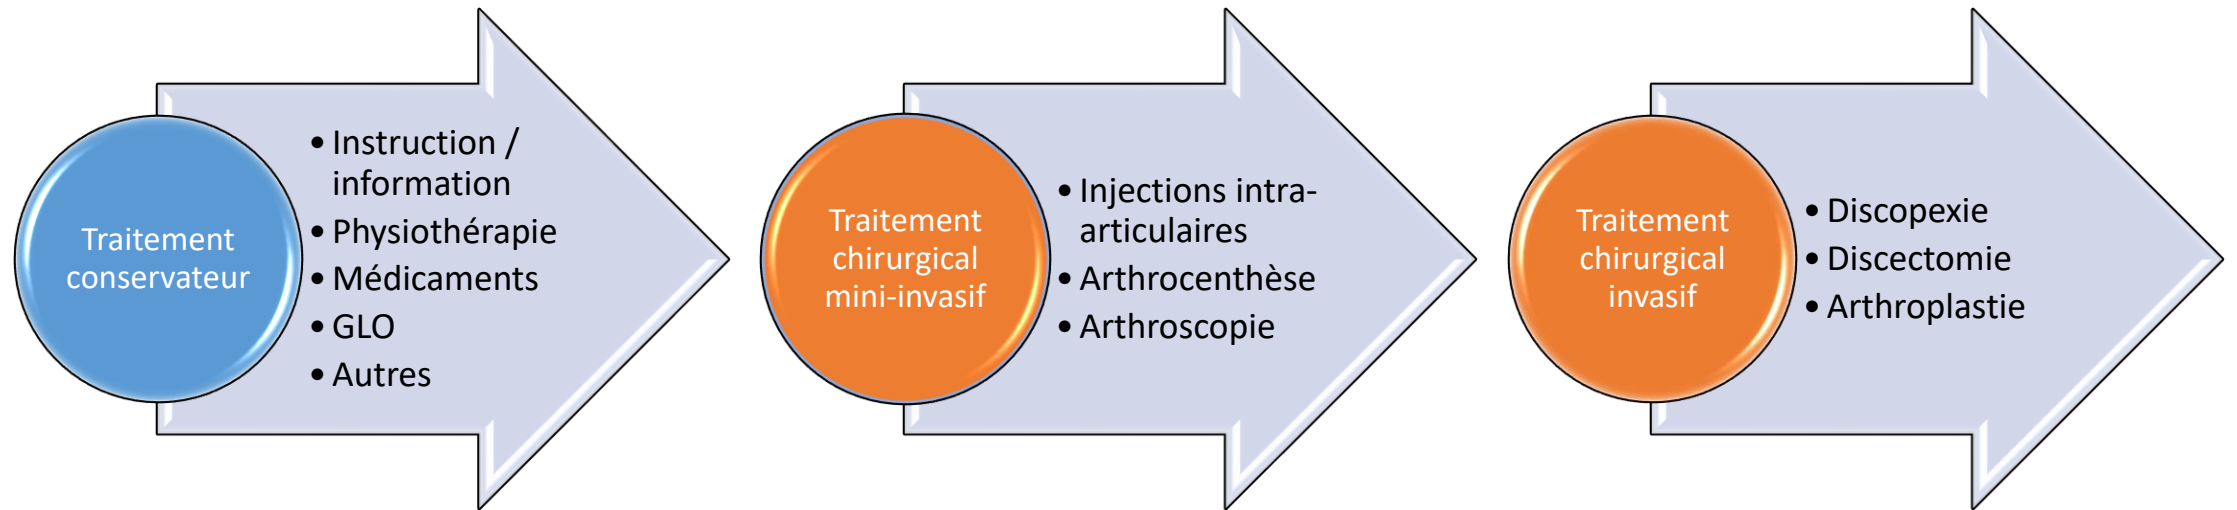 Traitement
conservateur
• Instruction /
information
• Physiothérapie
• Médicaments
• GLO
• Autres
Traitement
chirurgical
mini-invasif
• Injections intra-
articulaires
• Arthrocenthèse
• Arthroscopie
Traitement
chirurgical
invasif
• Discopexie
• Discectomie
• Arthroplastie